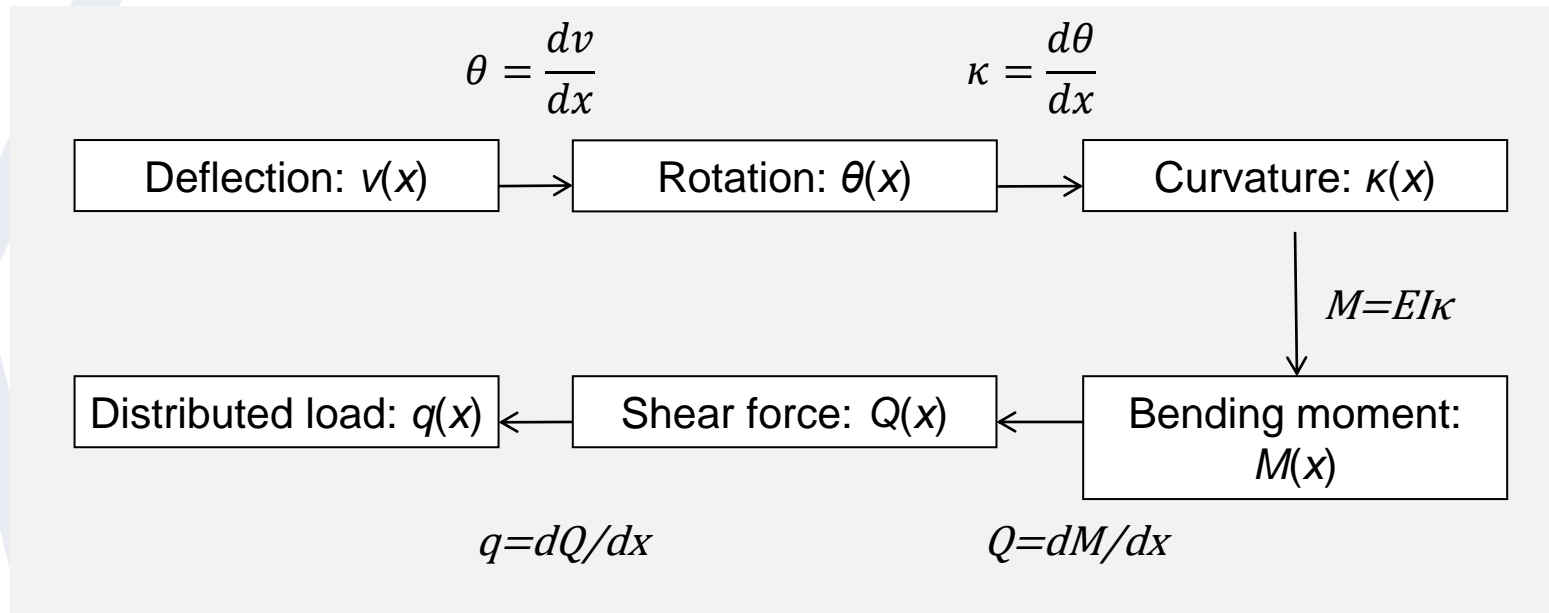 θ = dv/dx
κ = dθ/dx
Deflection: v(x)
Rotation: θ(x)
Curvature: κ(x)
M=EIκ
Distributed load: q(x)
Shear force: Q(x)
Bending moment:
M(x)
q=dQ/dx
Q=dM/dx